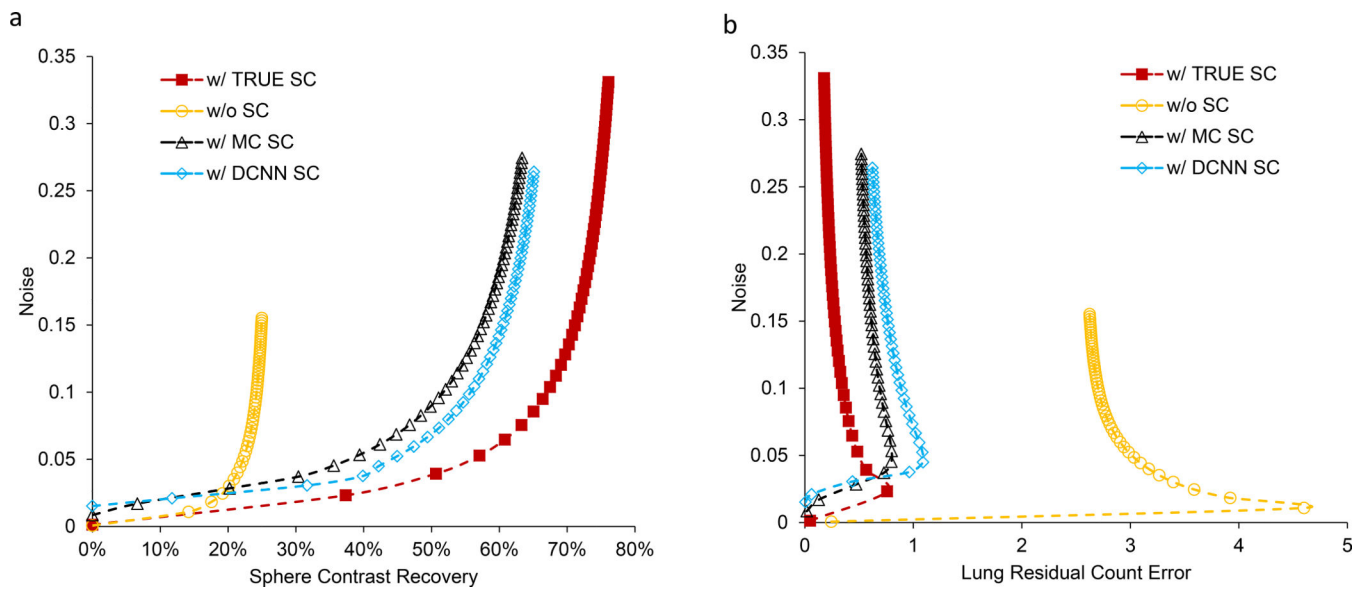 a
0.35
0.3
0.25
0.2
0.15
0.1
0.05
0
Noise
w/ TRUE SC
w/o SC
w/ MC SC
w/ DCNN SC
0% 10% 20% 30% 40% 50% 60% 70% 80%
Sphere Contrast Recovery
b
0.35
0.3
0.25
0.2
0.15
0.1
0.05
0
Noise
w/ TRUE SC
w/o SC
w/ MC SC
w/ DCNN SC
0 1 2 3 4 5
Lung Residual Count Error